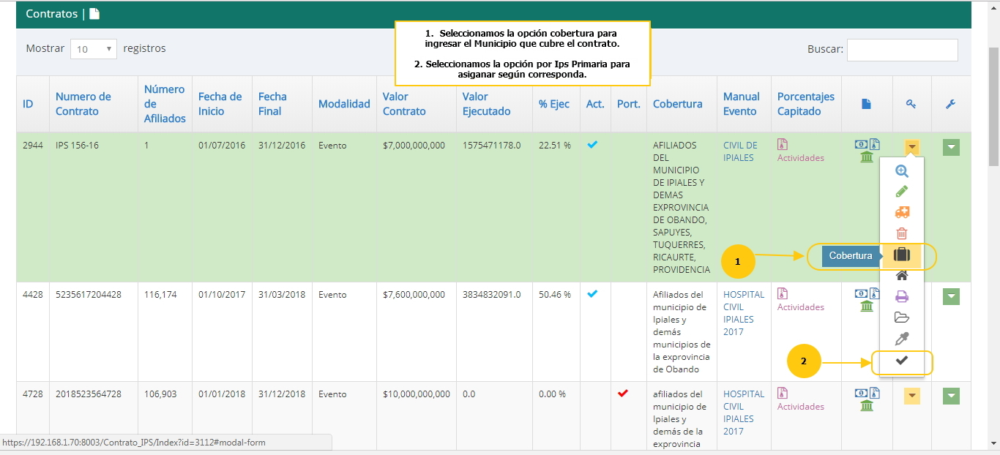 Contratos |
1. Seleccionamos la opción cobertura para
ingresar el Municipio que cubre el contrato.
2. Seleccionamos la opción por Ips Primaria para
asiganar según corresponda.
Mostrar 10 registros
Buscar:
ID
Numero de
Contrato
Número
de
Afiliados
Fecha de
Inicio
Fecha
Final
Modalidad
Valor
Contrato
Valor
Ejecutado
% Ejec
Act.
Port.
Cobertura
Manual
Evento
Porcentajes
Capitado
2944
IPS 156-16
1
01/07/2016
31/12/2016
Evento
$7,000,000,000
1575471178.0
22.51 %
AFILIADOS
DEL
MUNICIPIO
DE IPIALES Y
DEMAS
EXPROVINCIA
DE OBANDO,
SAPUYES,
TUQUERRES,
RICAURTE,
PROVIDENCIA
CIVIL DE
IPIALES
Actividades
1
Cobertura
4428
5235617204428
116,174
01/10/2017
31/03/2018
Evento
$7,600,000,000
3834832091.0
50.46 %
Afiliados del
municipio de
Ipiales y
demás
municipios de
la exprovincia
de Obando
HOSPITAL
CIVIL
IPIALES
2017
Actividades
2
4728
2018523564728
106,903
01/01/2018
31/12/2018
Evento
$10,000,000,000
0.0
0.00 %
afiliados del
municipio de
Ipiales y
demás de la
exprovincia
HOSPITAL
CIVIL
IPIALES
2017
Actividades
https://192.168.1.70:8003/Contrato_IPS/Index?id=3112#modal-form